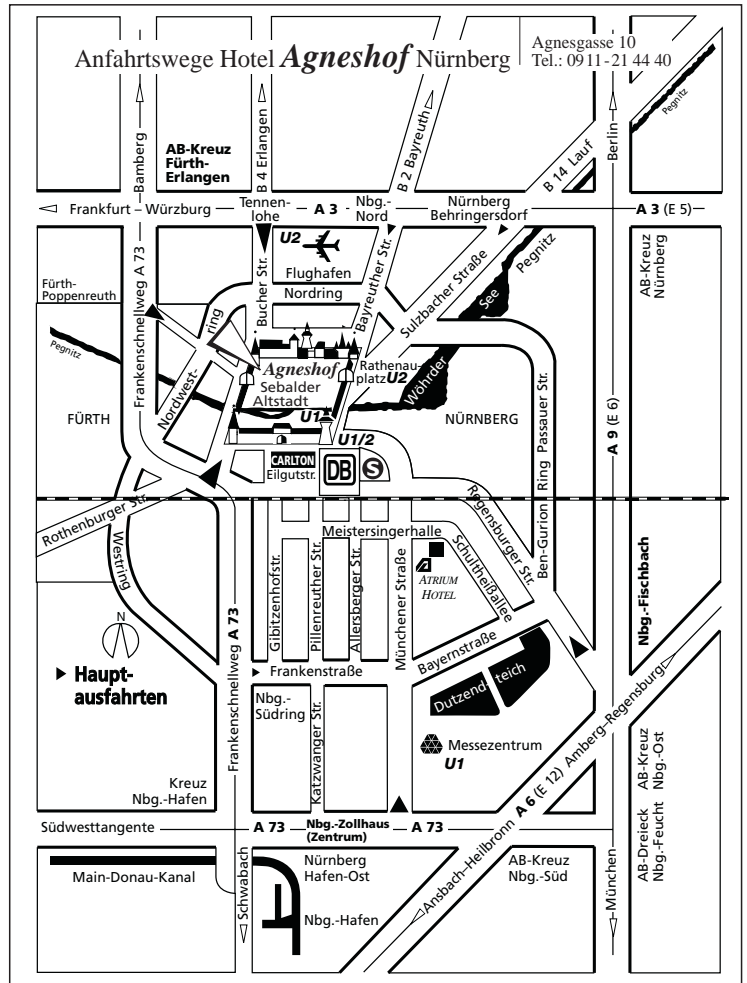 Anfahrtswege Hotel Agneshof Nürnberg
Agnesgasse 10
Tel.: 0911-21 44 40
Bamberg
AB-Kreuz
Fürth-
Erlangen
B 4 Erlangen
B 2 Bayreuth
B 14 Lauf
Berlin
Pegnitz
Frankfurt – Würzburg
Tennen-
lohe
A 3
Nbg.-
Nord
Nürnberg
Behringersdorf
A 3 (E 5)
U2
Flughafen
Nordring
Bucher Str.
Bayreuther Str.
Sulzbacher Straße
Pegnitz
AB-Kreuz
Nürnberg
Fürth-
Poppenreuth
Frankenschnellweg A 73
Nordwest-
ring
Pegnitz
Agneshof
Sebalder
Altstadt
Rathenau-
platz U2
U1
Wöhrder
See
FÜRTH
NÜRNBERG
U1/2
CARLTON
Eilgutstr.
DB
S
Ben-Gurion Ring Passauer Str.
A 9 (E 6)
Rothenburger Str.
Westring
Meistersingerhalle
Regensburger Str.
Schultheißallee
ATRIUM
HOTEL
Gibitzenhofstr.
Pillenreuther Str.
Allersberger Str.
Münchener Straße
Nbg.-Fischbach
N
Haupt-
ausfahrten
Frankenschnellweg A 73
Frankenstraße
Bayernstraße
Dutzend-teich
Nbg.-
Südring
Katzwanger Str.
Messezentrum
U1
A 6 (E 12) Amberg–Regensburg
Kreuz
Nbg.-Hafen
AB-Kreuz
Nbg.-Ost
Südwesttangente
A 73
Nbg.-Zollhaus
(Zentrum)
A 73
AB-Dreieck
Nbg.-Feucht
Main-Donau-Kanal
Schwabach
Nürnberg
Hafen-Ost
Nbg.-Hafen
Ansbach–Heilbronn
AB-Kreuz
Nbg.-Süd
München